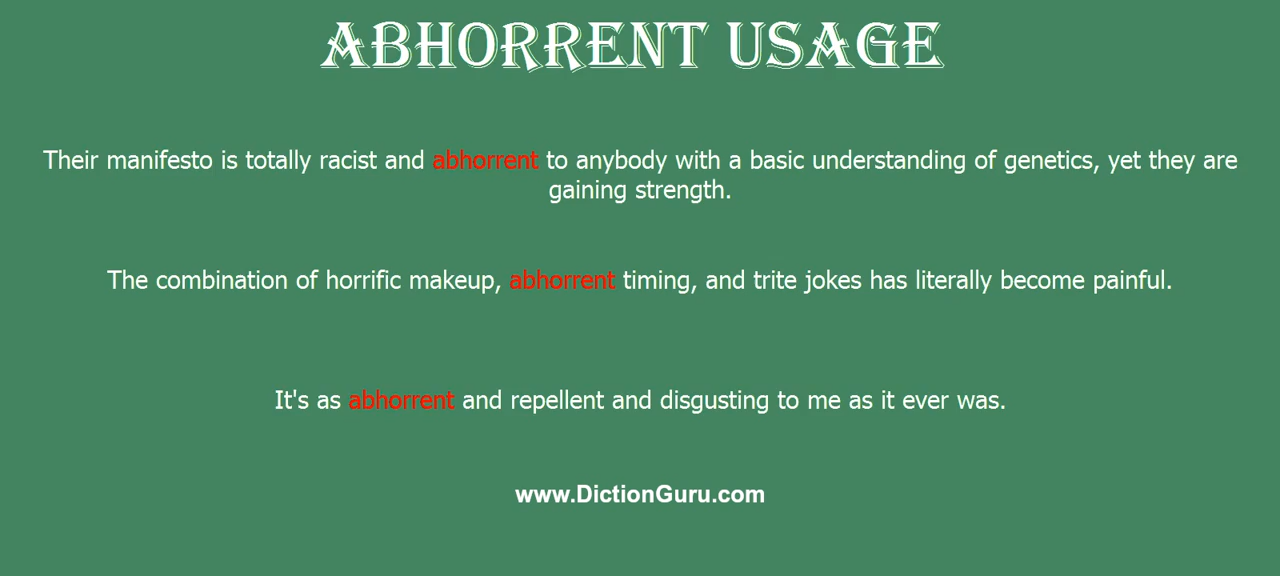 ABHORRENT USAGE
Their manifesto is totally racist and abhorrent to anybody with a basic understanding of genetics, yet they are
gaining strength.
The combination of horrific makeup, abhorrent timing, and trite jokes has literally become painful.
It's as abhorrent and repellent and disgusting to me as it ever was.
www.DictionGuru.com